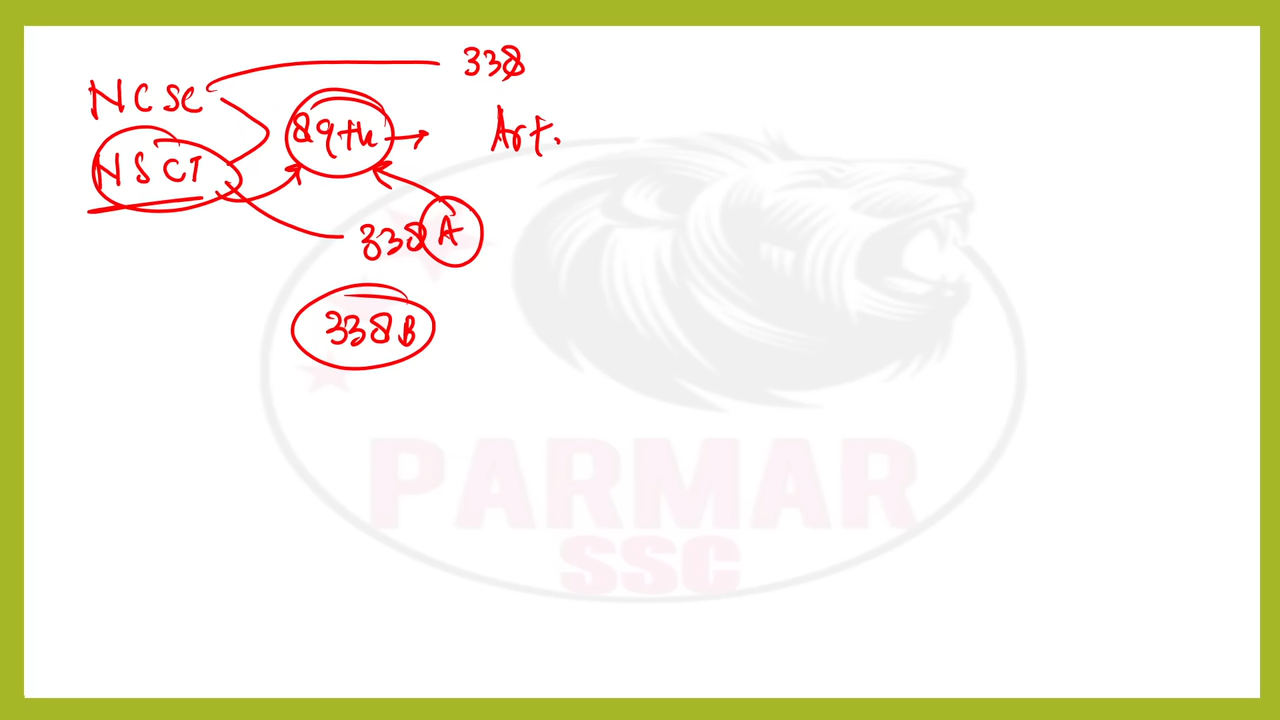 338
NCSC
89th → Art.
NSCT
338A
338B
PARMAR
SSC